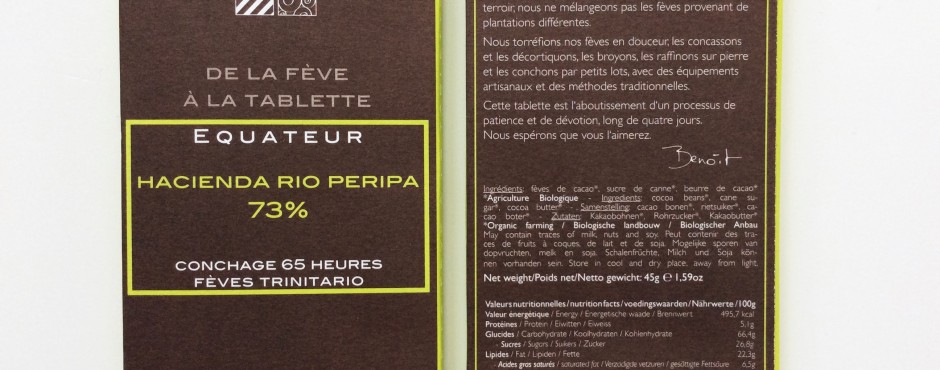 DE LA FÈVE
À LA TABLETTE
EQUATEUR
HACIENDA RIO PERIPA
73%
CONCHAGE 65 HEURES
FÈVES TRINITARIO
terroir, nous ne mélangeons pas les fèves provenant de
plantations différentes.
Nous torréfions nos fèves en douceur, les concassons
et les décortiquons, les broyons, les raffinons sur pierre
et les conchons par petits lots, avec des équipements
artisanaux et des méthodes traditionnelles.
Cette tablette est l'aboutissement d'un processus de
patience et de dévotion, long de quatre jours.
Nous espérons que vous l'aimerez.
Benoît
Ingrédients: fèves de cacao*, sucre de canne*, beurre de cacao*
*Agriculture Biologique - Ingredients: cocoa beans*, cane su-
gar*, cocoa butter* - Samenstelling: cacao bonen*, rietsuiker*, ca-
cao boter* - Zutaten: Kakaobohnen*, Rohrzucker*, Kakaobutter*
*Organic farming / Biologische landbouw / Biologischer Anbau
May contain traces of milk, nuts and soy. Peut contenir des tra-
ces de fruits à coques, de lait et de soja. Mogelijke sporen van
dopvruchten, melk en soja. Schalenfrüchte, Milch und Soja kön-
nen vorhanden sein. Store in cool and dry place, away from light.
Net weight/Poids net/Netto gewicht: 45g ℮ 1,59oz
Valeurs nutritionnelles / nutrition facts / voedingswaarden / Nährwerte /100g
Valeur énergétique / Energy / Energetische waade / Brennwert 495,7 kcal
Protéines / Protein / Eiwitten / Eiweiss 5,1g
Glucides / Carbohydrate / Koolhydraten / Kohlenhydrate 66,4g
- Sucres / Sugars / Suikers / Zucker 26,8g
Lipides / Fat / Lipiden / Fette 22,3g
- Acides gras saturés / saturated fat / Verzadigde vetzuren / gesättigte Fettsäure 6,5g